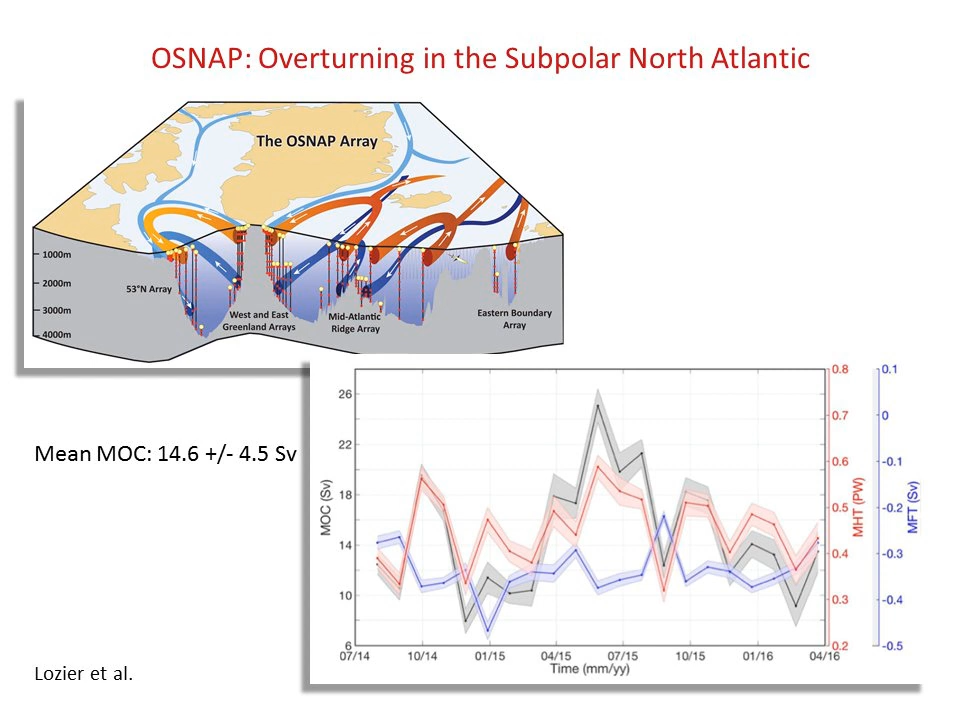 OSNAP: Overturning in the Subpolar North Atlantic
The OSNAP Array
1000m
2000m
3000m
4000m
53°N Array
West and East
Greenland Arrays
Mid-Atlantic
Ridge Array
Eastern Boundary
Array
Mean MOC: 14.6 +/- 4.5 Sv
MOC (Sv)
26
22
18
14
10
6
07/14
10/14
01/15
04/15
07/15
10/15
01/16
04/16
Time (mm/yy)
0.8
0.7
0.6
0.5
0.4
0.3
0.2
MHT (PW)
0.1
0
-0.1
-0.2
-0.3
-0.4
-0.5
MFT (Sv)
Lozier et al.